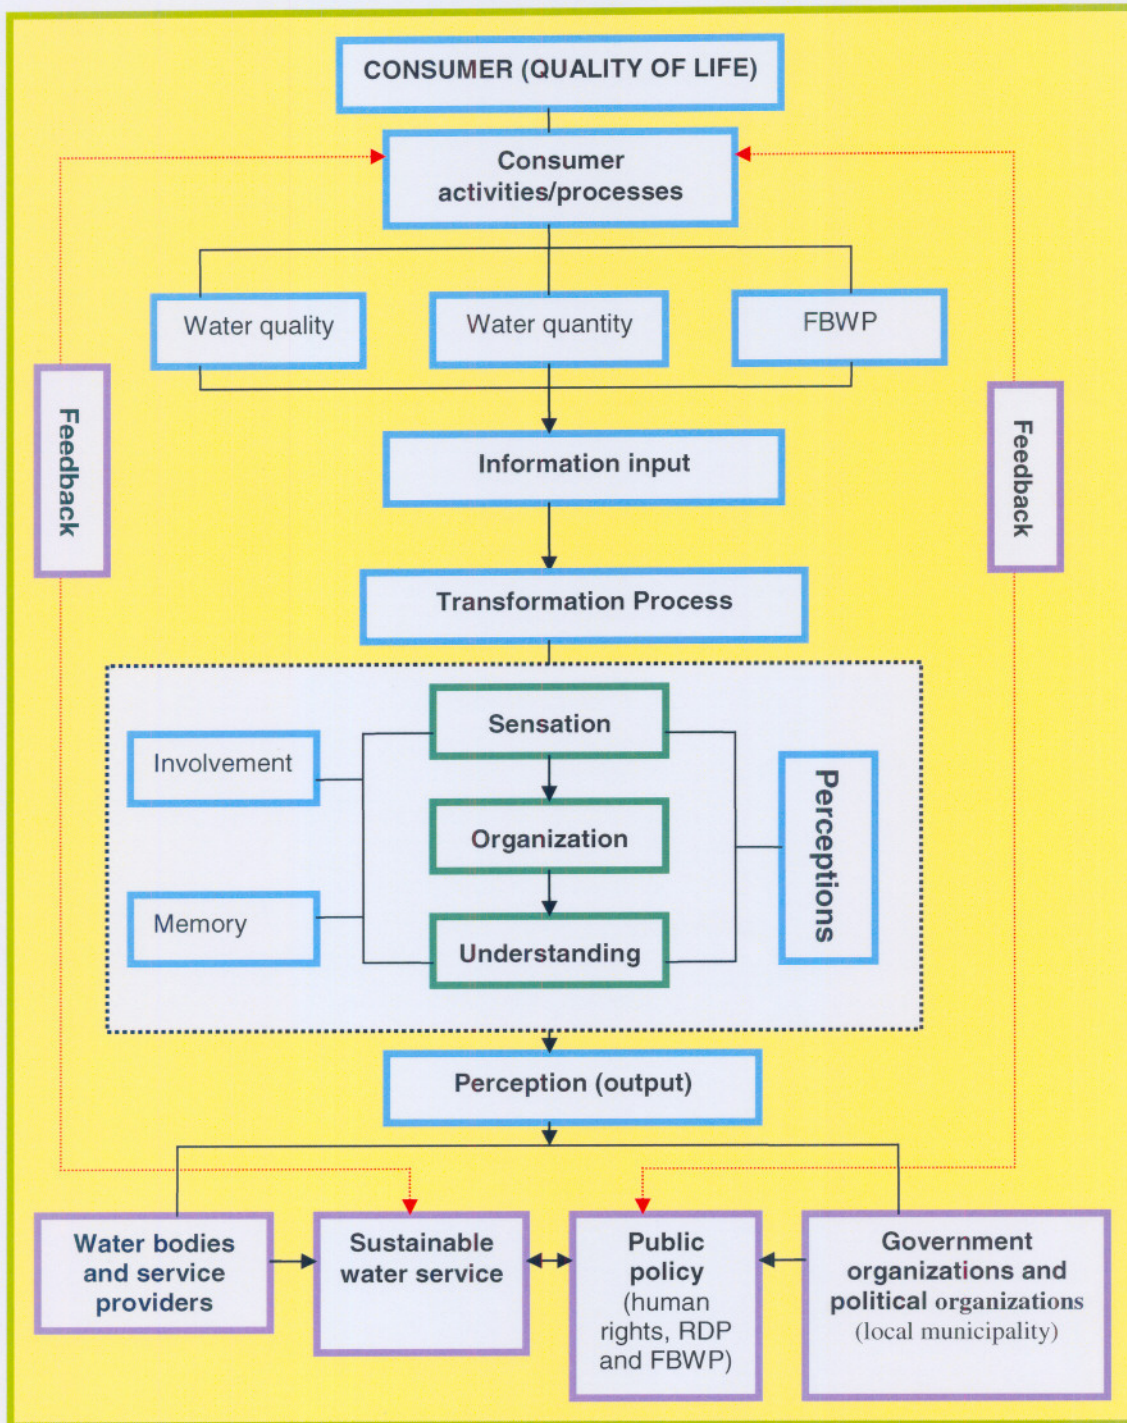 CONSUMER (QUALITY OF LIFE)
Consumer
activities/processes
Water quality
Water quantity
FBWP
Feedback
Feedback
Information input
Transformation Process
Sensation
Involvement
Perceptions
Organization
Memory
Understanding
Perception (output)
Water bodies
and service
providers
Sustainable
water service
Public
policy
(human
rights, RDP
and FBWP)
Government
organizations and
political organizations
(local municipality)